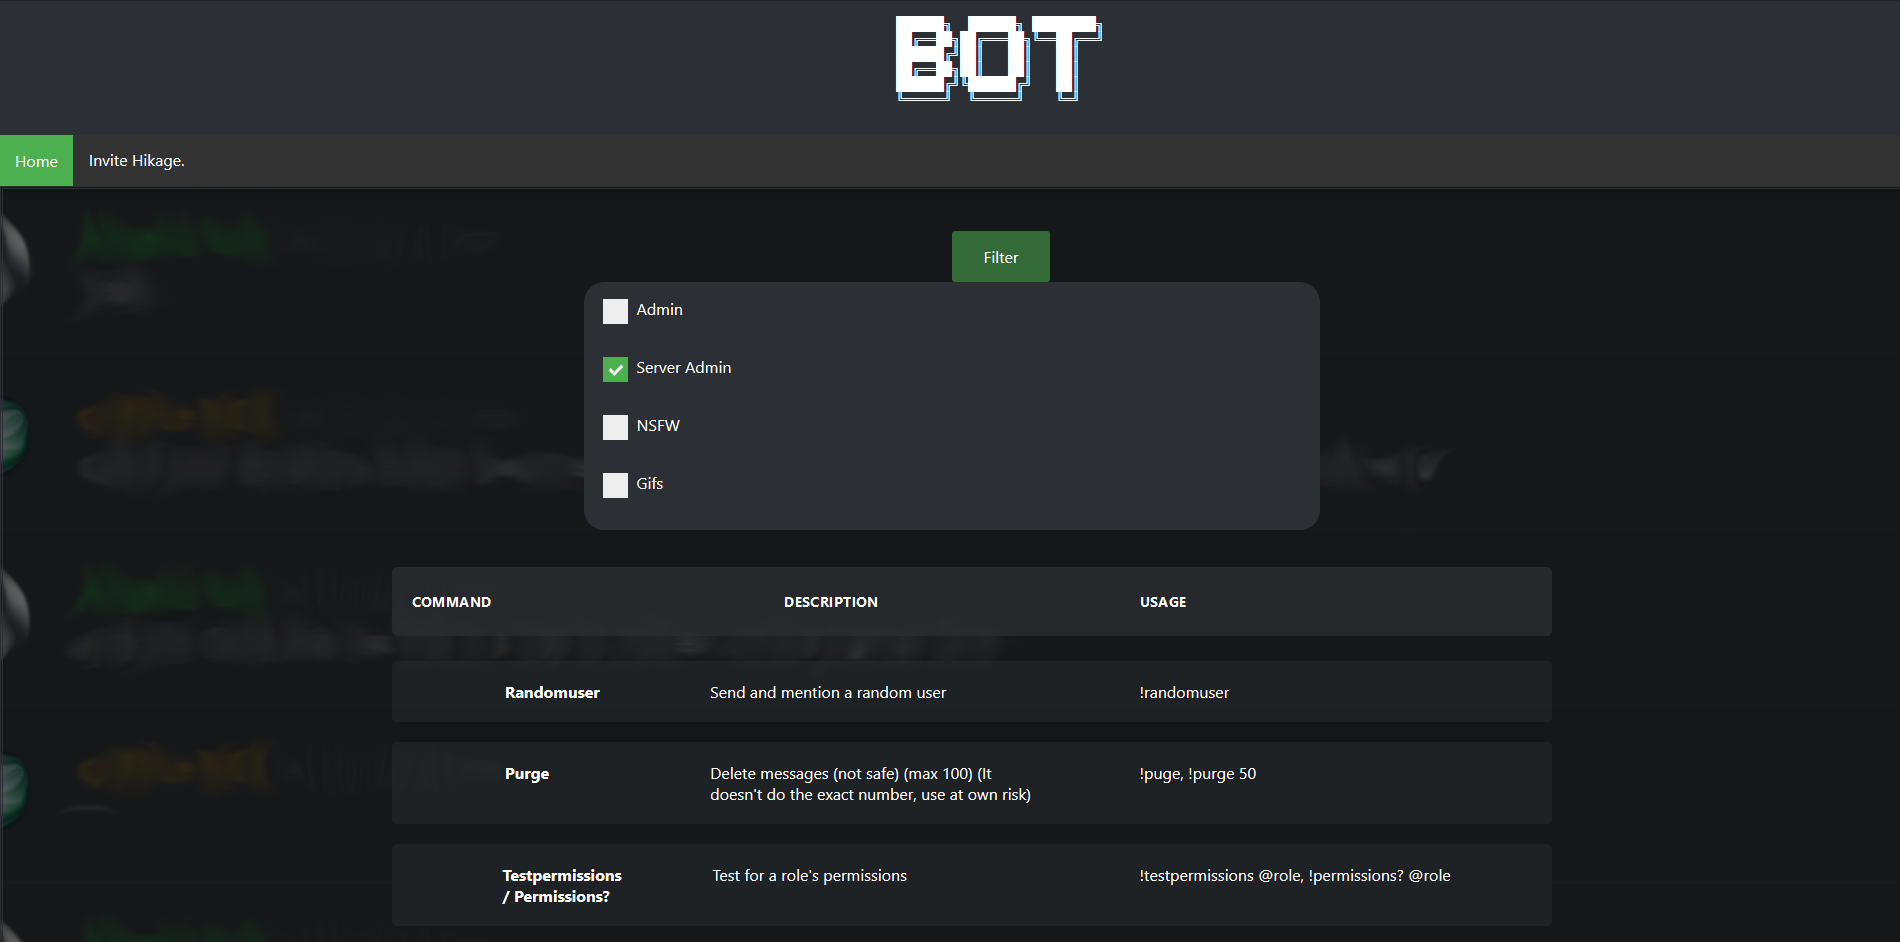 BOT
Home Invite Hikage.
Filter
Admin
Server Admin
NSFW
Gifs
COMMAND DESCRIPTION USAGE
Randomuser Send and mention a random user !randomuser
Purge Delete messages (not safe) (max 100) (It !puge, !purge 50
doesn't do the exact number, use at own risk)
Testpermissions Test for a role's permissions !testpermissions @role, !permissions? @role
/ Permissions?